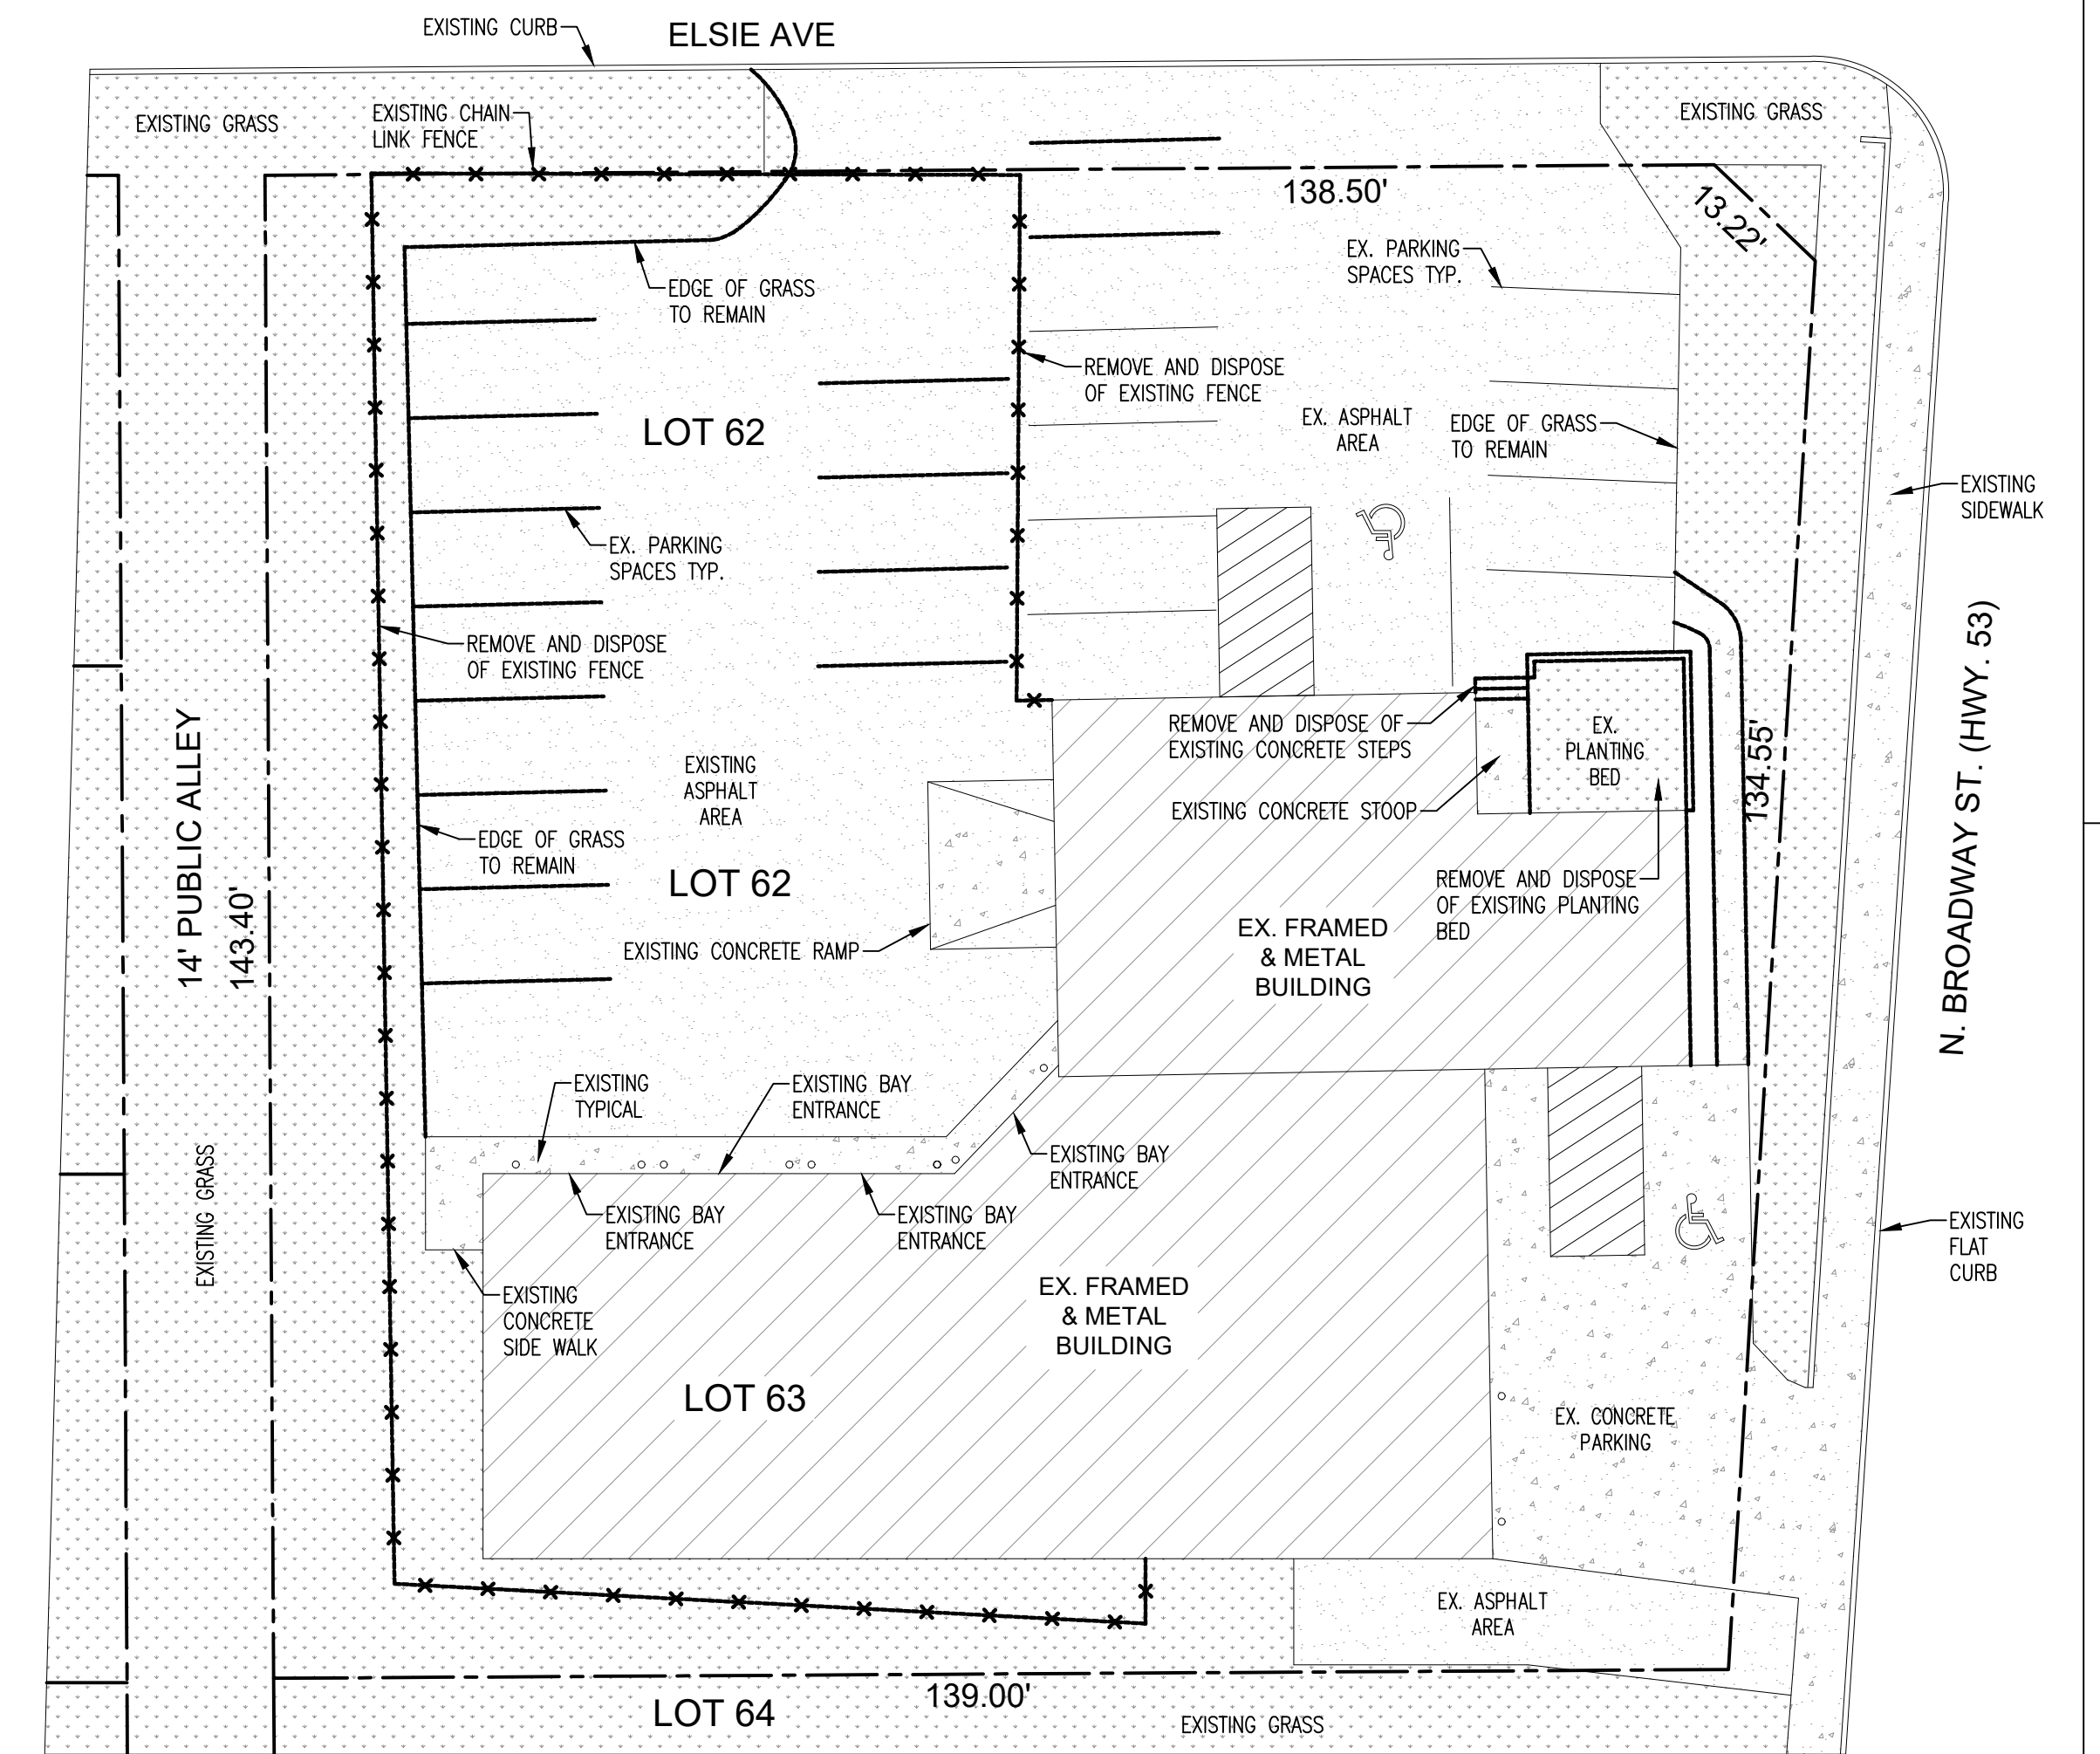 EXISTING CURB
ELSIE AVE
EXISTING GRASS
EXISTING CHAIN
LINK FENCE
EXISTING GRASS
138.50'
13.22'
EDGE OF GRASS
TO REMAIN
EX. PARKING
SPACES TYP.
REMOVE AND DISPOSE
OF EXISTING FENCE
LOT 62
EX. ASPHALT
AREA
EDGE OF GRASS
TO REMAIN
EXISTING
SIDEWALK
EX. PARKING
SPACES TYP.
REMOVE AND DISPOSE
OF EXISTING FENCE
14' PUBLIC ALLEY
143.40'
EXISTING
ASPHALT
AREA
REMOVE AND DISPOSE OF
EXISTING CONCRETE STEPS
EX.
PLANTING
BED
134.55'
N. BROADWAY ST. (HWY. 53)
EXISTING CONCRETE STOOP
EDGE OF GRASS
TO REMAIN
LOT 62
REMOVE AND DISPOSE
OF EXISTING PLANTING
BED
EXISTING CONCRETE RAMP
EX. FRAMED
& METAL
BUILDING
EXISTING
TYPICAL
EXISTING BAY
ENTRANCE
EXISTING BAY
ENTRANCE
EXISTING GRASS
EXISTING BAY
ENTRANCE
EXISTING BAY
ENTRANCE
EXISTING
FLAT
CURB
EXISTING
CONCRETE
SIDE WALK
EX. FRAMED
& METAL
BUILDING
LOT 63
EX. CONCRETE
PARKING
EX. ASPHALT
AREA
139.00'
LOT 64
EXISTING GRASS